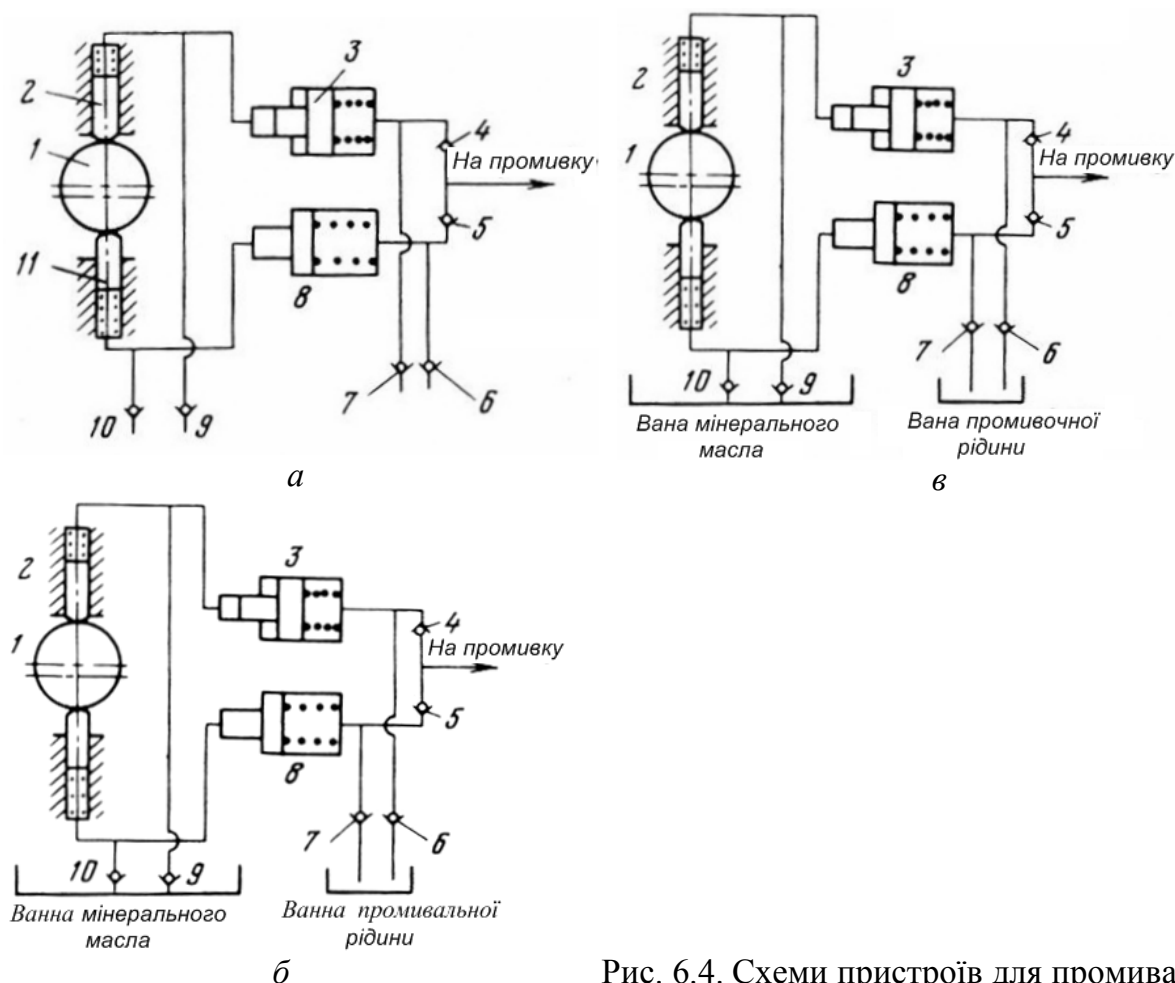 2
3
1
4
На промивку
5
11
8
7
6
10
9
а
2
3
1
4
На промивку
5
8
7
6
10
9
Вана мінерального
масла
Вана промивочної
рідини
в
2
3
1
4
На промивку
5
8
7
6
10
9
Ванна мінерального
масла
Ванна промивальної
рідини
б
Рис. 6.4. Схеми пристроїв для промива